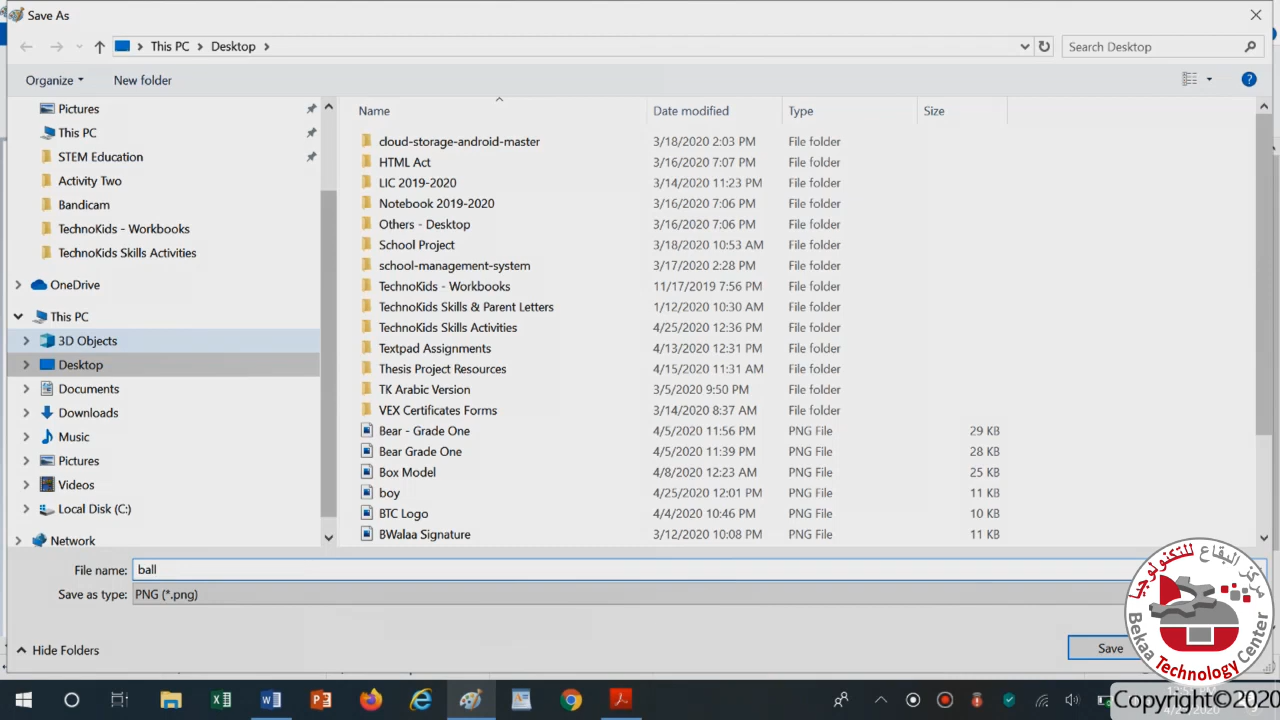 Save As
This PC > Desktop >
Search Desktop
Organize
New folder
Pictures
This PC
STEM Education
Activity Two
Bandicam
TechnoKids - Workbooks
TechnoKids Skills Activities
OneDrive
This PC
3D Objects
Desktop
Documents
Downloads
Music
Pictures
Videos
Local Disk (C:)
Network
Name Date modified Type Size
cloud-storage-android-master 3/18/2020 2:03 PM File folder
HTML Act 3/16/2020 7:07 PM File folder
LIC 2019-2020 3/14/2020 11:23 PM File folder
Notebook 2019-2020 3/16/2020 7:06 PM File folder
Others - Desktop 3/16/2020 7:06 PM File folder
School Project 3/18/2020 10:53 AM File folder
school-management-system 3/17/2020 2:28 PM File folder
TechnoKids - Workbooks 11/17/2019 7:56 PM File folder
TechnoKids Skills & Parent Letters 1/12/2020 10:30 AM File folder
TechnoKids Skills Activities 4/25/2020 12:36 PM File folder
Textpad Assignments 4/13/2020 12:31 PM File folder
Thesis Project Resources 4/15/2020 11:31 AM File folder
TK Arabic Version 3/5/2020 9:50 PM File folder
VEX Certificates Forms 3/14/2020 8:37 AM File folder
Bear - Grade One 4/5/2020 11:56 PM PNG File 29 KB
Bear Grade One 4/5/2020 11:39 PM PNG File 28 KB
Box Model 4/8/2020 12:23 AM PNG File 25 KB
boy 4/25/2020 12:01 PM PNG File 11 KB
BTC Logo 4/4/2020 10:46 PM PNG File 10 KB
BWalaa Signature 3/12/2020 10:08 PM PNG File 11 KB
File name: ball
Save as type: PNG (*.png)
Hide Folders
Save
مركز البقاع للتكنولوجيا
Bekaa Technology Center
Copyright©2020